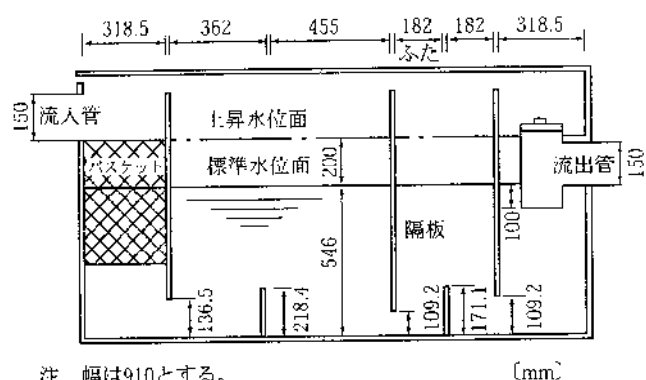 318.5
362
455
182
182
318.5
ふた
150
流入管
上昇水位面
バスケット
標準水位面
200
流出管
150
100
隔板
546
136.5
218.4
109.2
171.1
109.2
注 幅は910とする。
〔mm〕